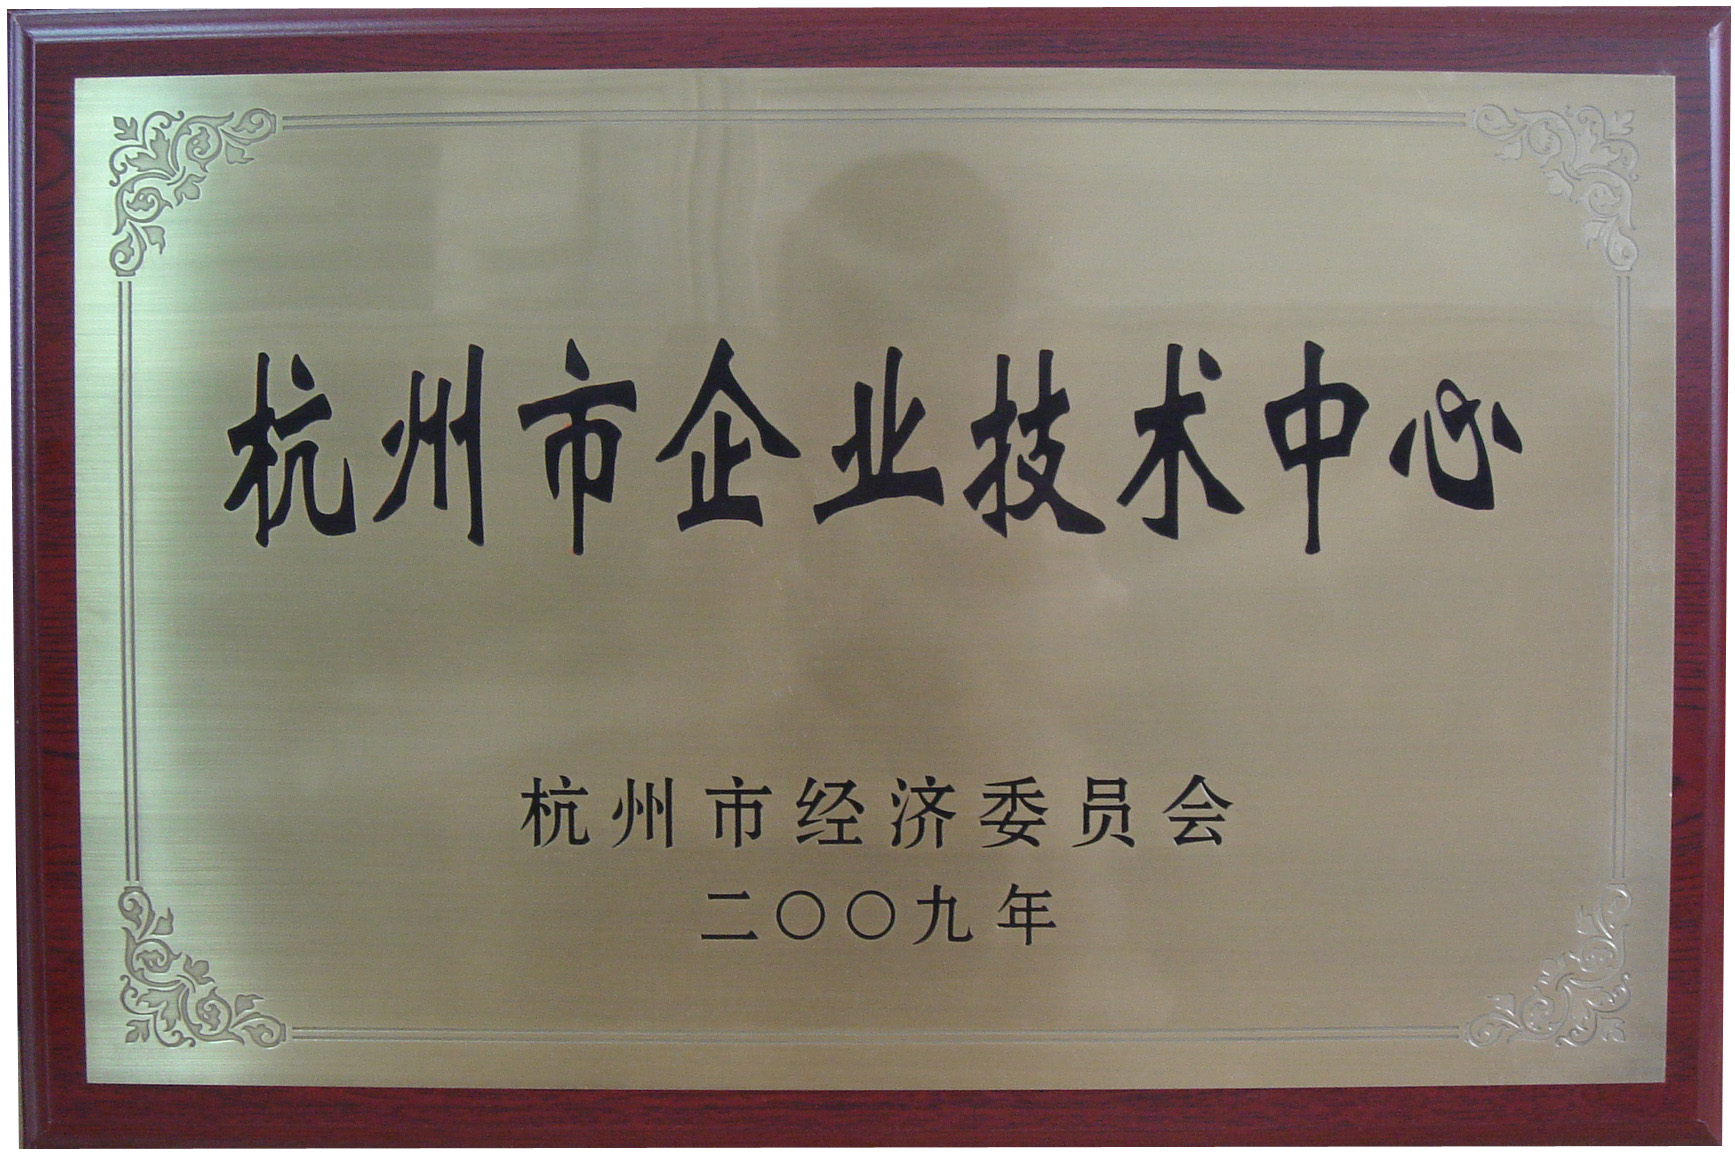 杭州市企业技术中心
杭州市经济委员会
二〇〇九年